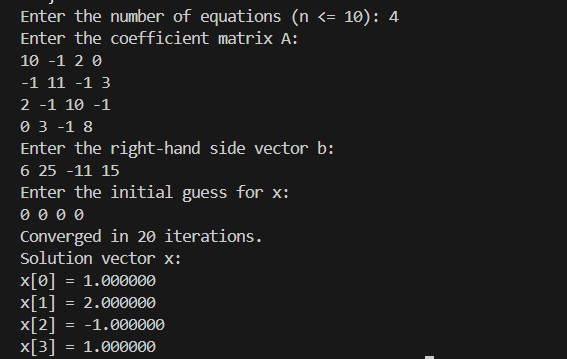 Enter the number of equations (n <= 10): 4
Enter the coefficient matrix A:
10 -1 2 0
-1 11 -1 3
2 -1 10 -1
0 3 -1 8
Enter the right-hand side vector b:
6 25 -11 15
Enter the initial guess for x:
0 0 0 0
Converged in 20 iterations.
Solution vector x:
x[0] = 1.000000
x[1] = 2.000000
x[2] = -1.000000
x[3] = 1.000000